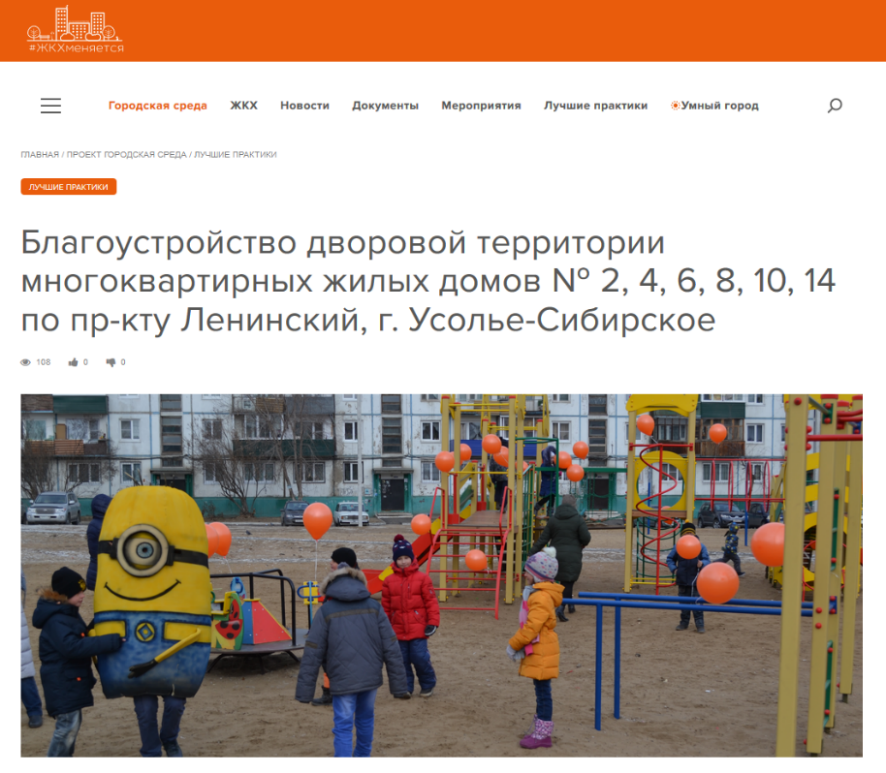 #ЖКХменяется
Городская среда ЖКХ Новости Документы Мероприятия Лучшие практики Умный город
ГЛАВНАЯ / ПРОЕКТ ГОРОДСКАЯ СРЕДА / ЛУЧШИЕ ПРАКТИКИ
ЛУЧШИЕ ПРАКТИКИ
Благоустройство дворовой территории
многоквартирных жилых домов № 2, 4, 6, 8, 10, 14
по пр-кту Ленинский, г. Усолье-Сибирское
108 0 0